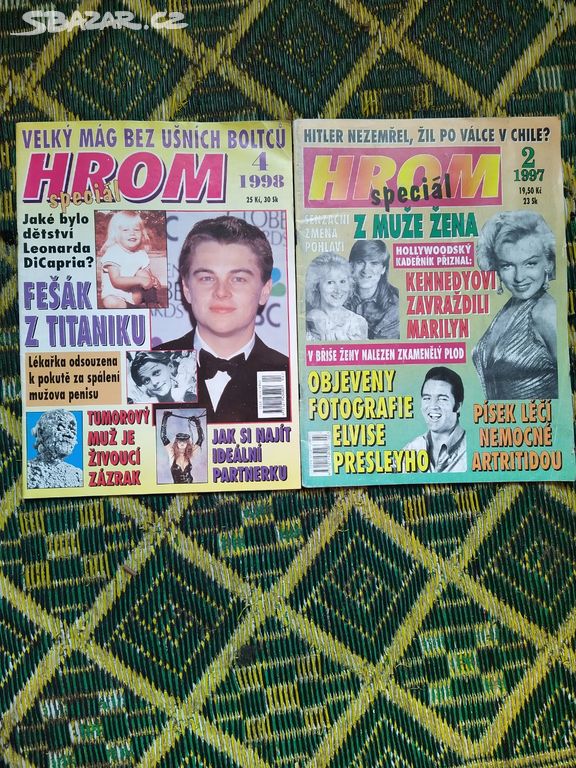 SBAZAR.CZ
VELKÝ MÁG BEZ UŠNÍCH BOLTCŮ
HROM
speciál
4
1998
25 Kč, 30 Sk
Jaké bylo
dětství
Leonarda
DiCapria?
FEŠÁK
Z TITANIKU
Lékařka odsouzena
k pokutě za spálení
mužova penisu
TUMOROVÝ
MUŽ JE
ŽIVOUCÍ
ZÁZRAK
JAK SI NAJÍT
IDEÁLNÍ
PARTNERKU
HITLER NEZEMŘEL, ŽIL PO VÁLCE V CHILE?
HROM
speciál
2
1997
19,50 Kč
23 Sk
SENZAČNÍ
ZMĚNA
POHLAVÍ
Z MUŽE ŽENA
HOLLYWOODSKÝ
KADEŘNÍK PŘIZNAL:
KENNEDYOVI
ZAVRAŽDILI
MARILYN
V BŘIŠE ŽENY NALEZEN ZKAMENĚLÝ PLOD
OBJEVENY
FOTOGRAFIE
ELVISE
PRESLEYHO
PÍSEK LÉČÍ
NEMOCNÉ
ARTRITIDOU